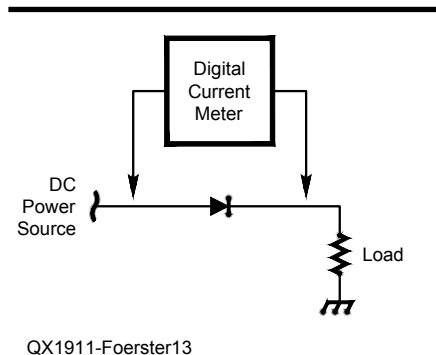 Digital
Current
Meter
DC
Power
Source
Load
QX1911-Foerster13